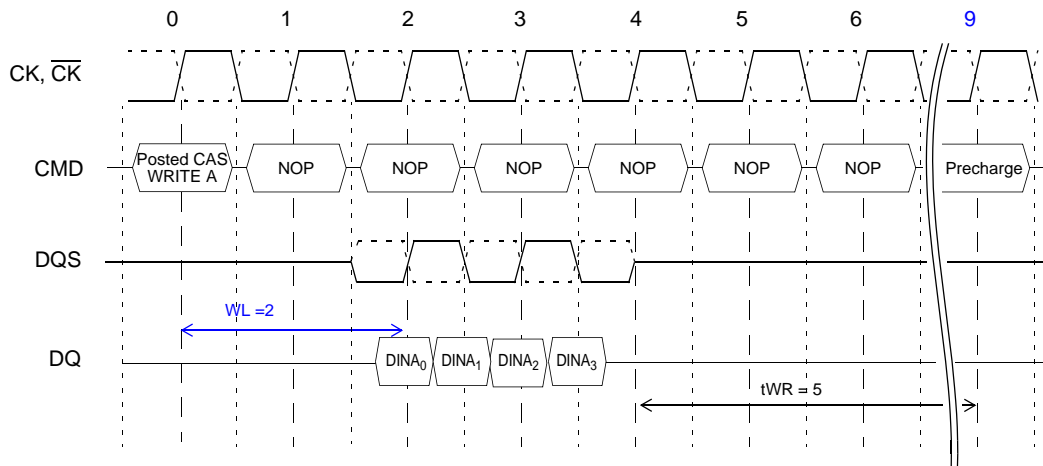 0 1 2 3 4 5 6 9
CK, C̅K̅
CMD
Posted CAS
WRITE A
NOP NOP NOP NOP NOP NOP Precharge
DQS
WL =2
DQ
DINA₀ DINA₁ DINA₂ DINA₃
tWR = 5